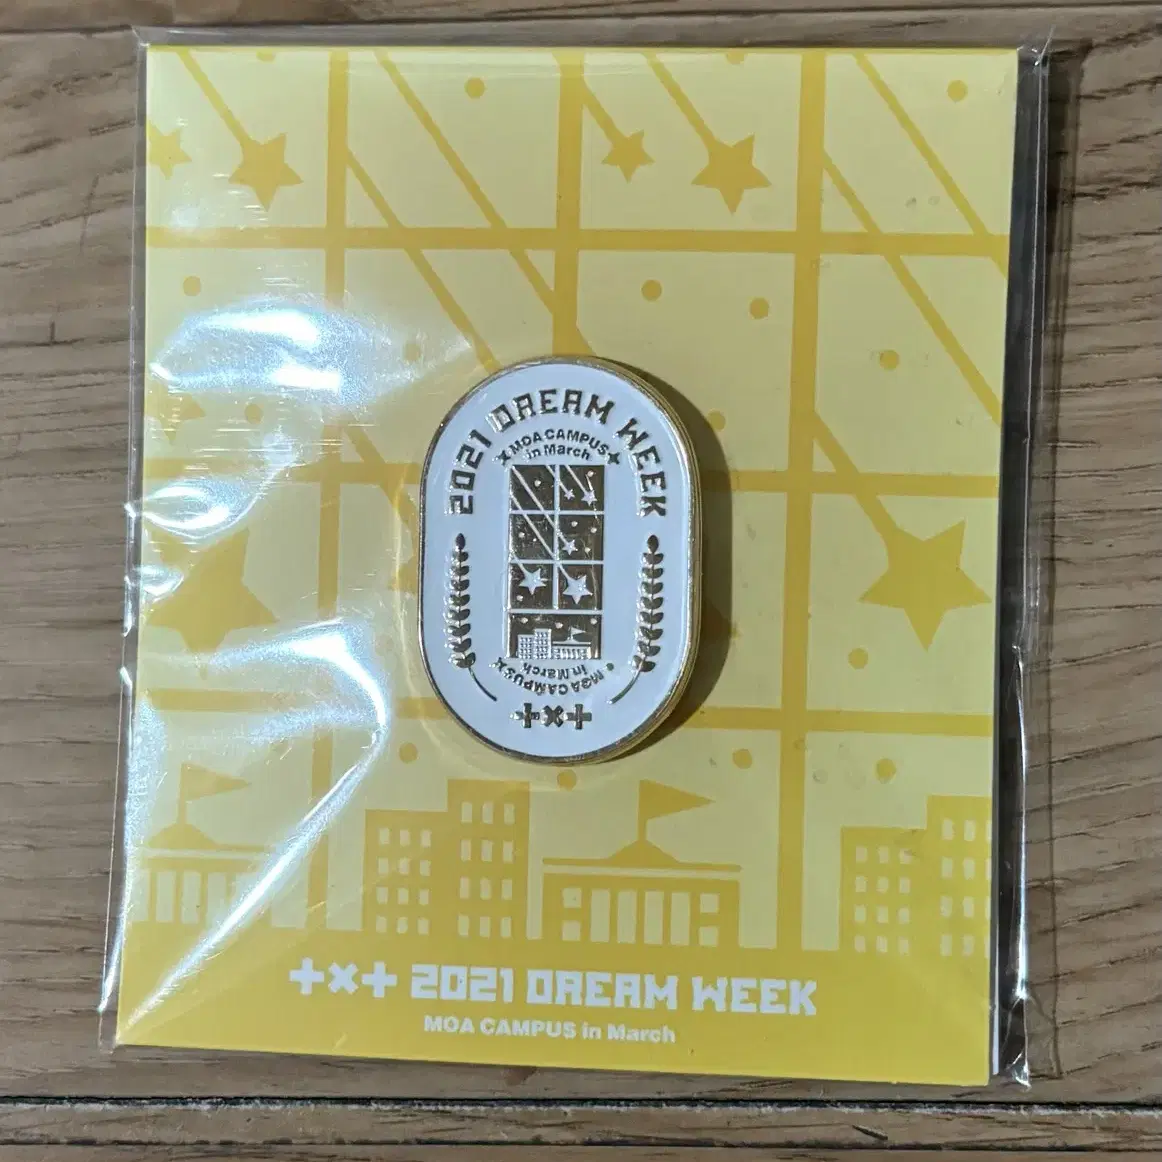 2021 DREAM WEEK
MOA CAMPUS
in March
MOA CAMPUS
in March
+×+
+×+ 2021 DREAM WEEK
MOA CAMPUS in March